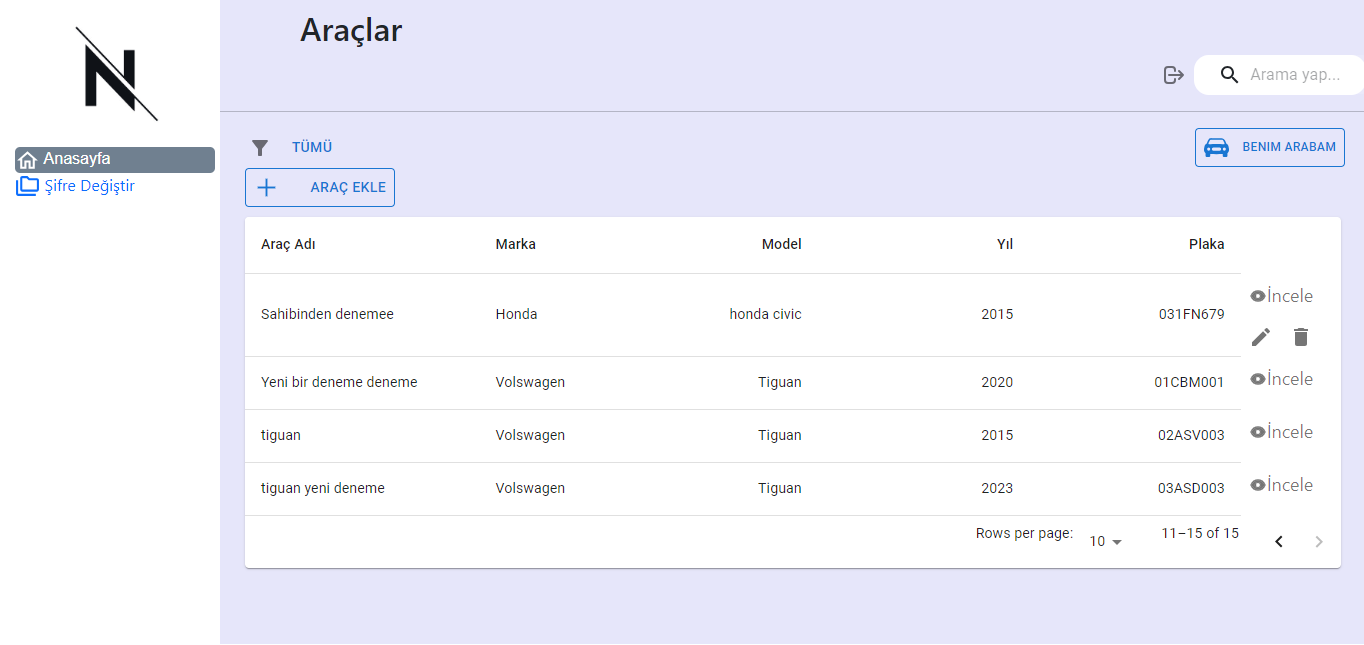 Araçlar
Arama yap...
Anasayfa
Şifre Değiştir
TÜMÜ
BENIM ARABAM
ARAÇ EKLE
Araç Adı Marka Model Yıl Plaka
Sahibinden denemee Honda honda civic 2015 031FN679 İncele
Yeni bir deneme deneme Volswagen Tiguan 2020 01CBM001 İncele
tiguan Volswagen Tiguan 2015 02ASV003 İncele
tiguan yeni deneme Volswagen Tiguan 2023 03ASD003 İncele
Rows per page: 10 11–15 of 15